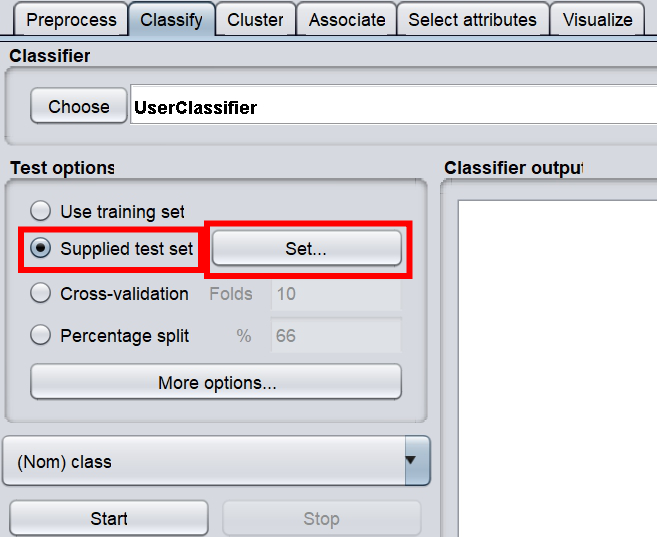 Preprocess Classify Cluster Associate Select attributes Visualize
Classifier
Choose UserClassifier
Test options
Use training set
Supplied test set Set...
Cross-validation Folds 10
Percentage split % 66
More options...
(Nom) class
Start Stop
Classifier output